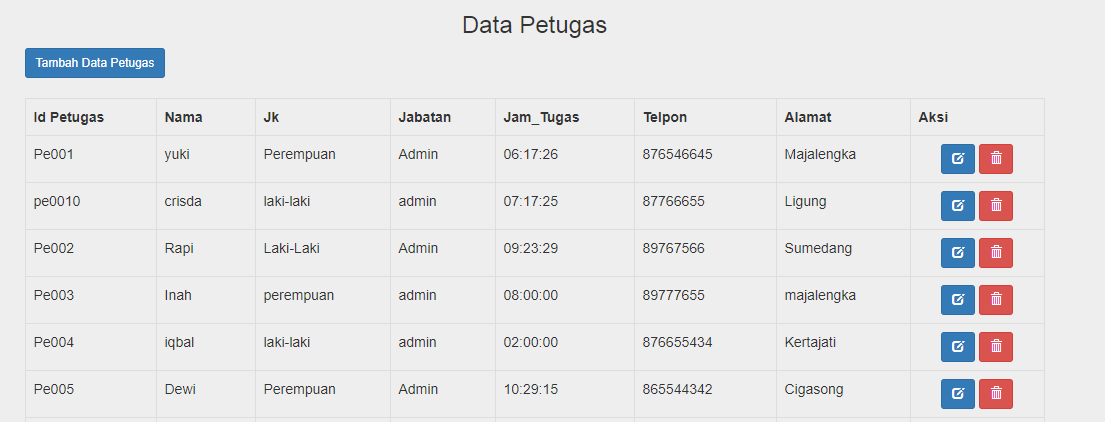 Data Petugas
Tambah Data Petugas
Id Petugas Nama Jk Jabatan Jam_Tugas Telpon Alamat Aksi
Pe001 yuki Perempuan Admin 06:17:26 876546645 Majalengka
pe0010 crisda laki-laki admin 07:17:25 87766655 Ligung
Pe002 Rapi Laki-Laki Admin 09:23:29 89767566 Sumedang
Pe003 Inah perempuan admin 08:00:00 89777655 majalengka
Pe004 iqbal laki-laki admin 02:00:00 876655434 Kertajati
Pe005 Dewi Perempuan Admin 10:29:15 865544342 Cigasong